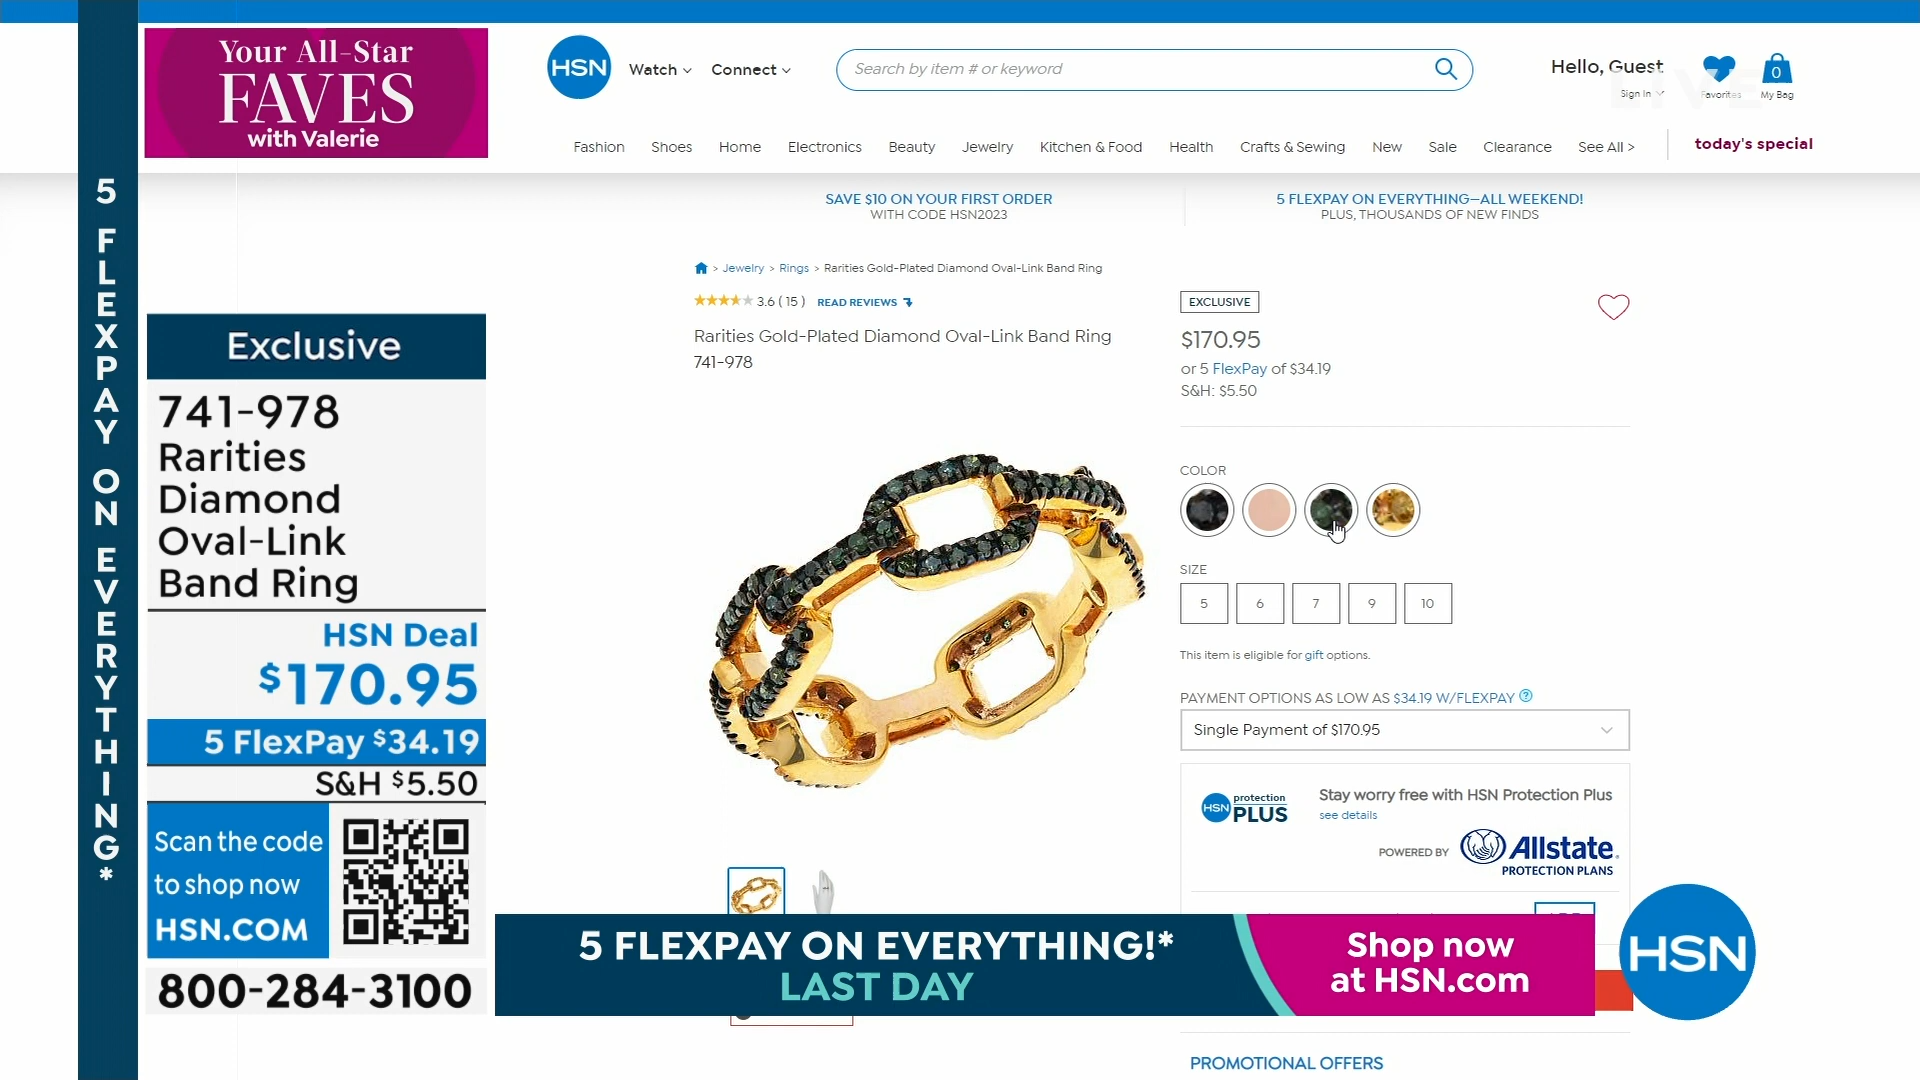 Your All-Star
FAVES
with Valerie
5 FLEXPAY ON EVERYTHING*
HSN
Watch
Connect
Search by item # or keyword
Hello, Guest
Sign In
Favorites
0
My Bag
LIVE
Fashion
Shoes
Home
Electronics
Beauty
Jewelry
Kitchen & Food
Health
Crafts & Sewing
New
Sale
Clearance
See All >
today's special
SAVE $10 ON YOUR FIRST ORDER
WITH CODE HSN2023
5 FLEXPAY ON EVERYTHING—ALL WEEKEND!
PLUS, THOUSANDS OF NEW FINDS
> Jewelry > Rings > Rarities Gold-Plated Diamond Oval-Link Band Ring
3.6 ( 15 ) READ REVIEWS
Rarities Gold-Plated Diamond Oval-Link Band Ring
741-978
EXCLUSIVE
$170.95
or 5 FlexPay of $34.19
S&H: $5.50
COLOR
SIZE
5 6 7 9 10
This item is eligible for gift options.
PAYMENT OPTIONS AS LOW AS $34.19 W/FLEXPAY ?
Single Payment of $170.95
HSN protection PLUS
Stay worry free with HSN Protection Plus
see details
POWERED BY
Allstate
PROTECTION PLANS
PROMOTIONAL OFFERS
Exclusive
741-978
Rarities
Diamond
Oval-Link
Band Ring
HSN Deal
$170.95
5 FlexPay $34.19
S&H $5.50
Scan the code
to shop now
HSN.COM
800-284-3100
5 FLEXPAY ON EVERYTHING!*
LAST DAY
Shop now
at HSN.com
HSN